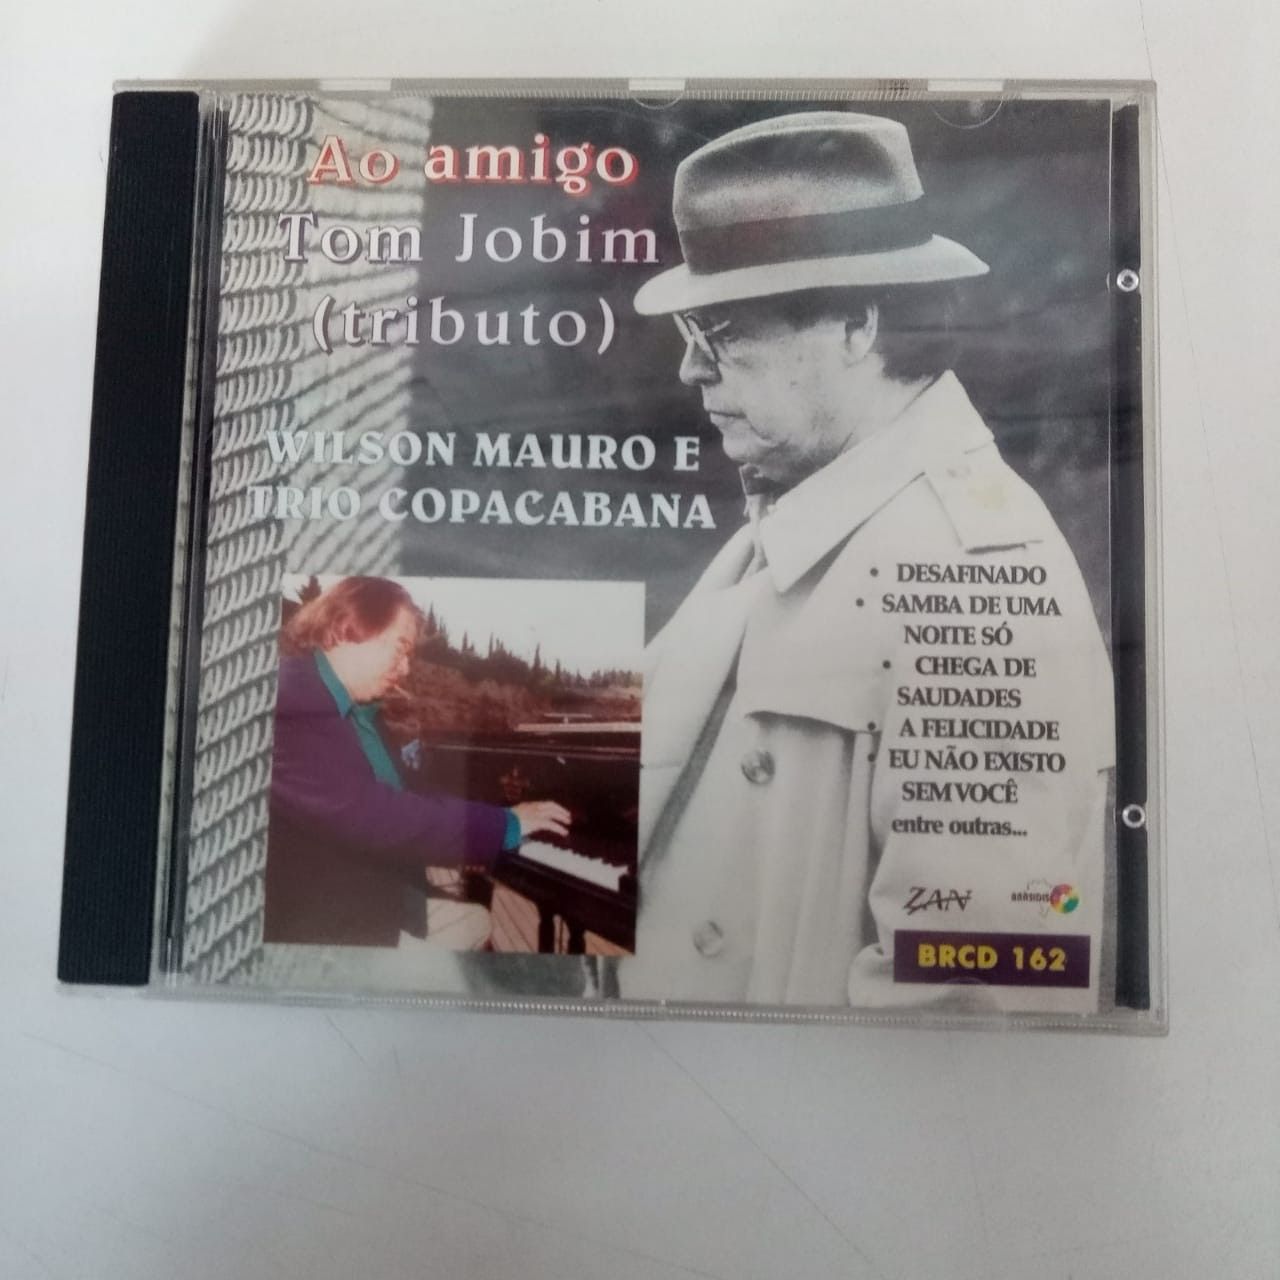 Ao amigo
Tom Jobim
(tributo)
WILSON MAURO E
TRIO COPACABANA
• DESAFINADO
• SAMBA DE UMA
NOITE SÓ
• CHEGA DE
SAUDADES
• A FELICIDADE
• EU NÃO EXISTO
SEM VOCÊ
entre outras...
ZAN
BRASIDISC
BRCD 162